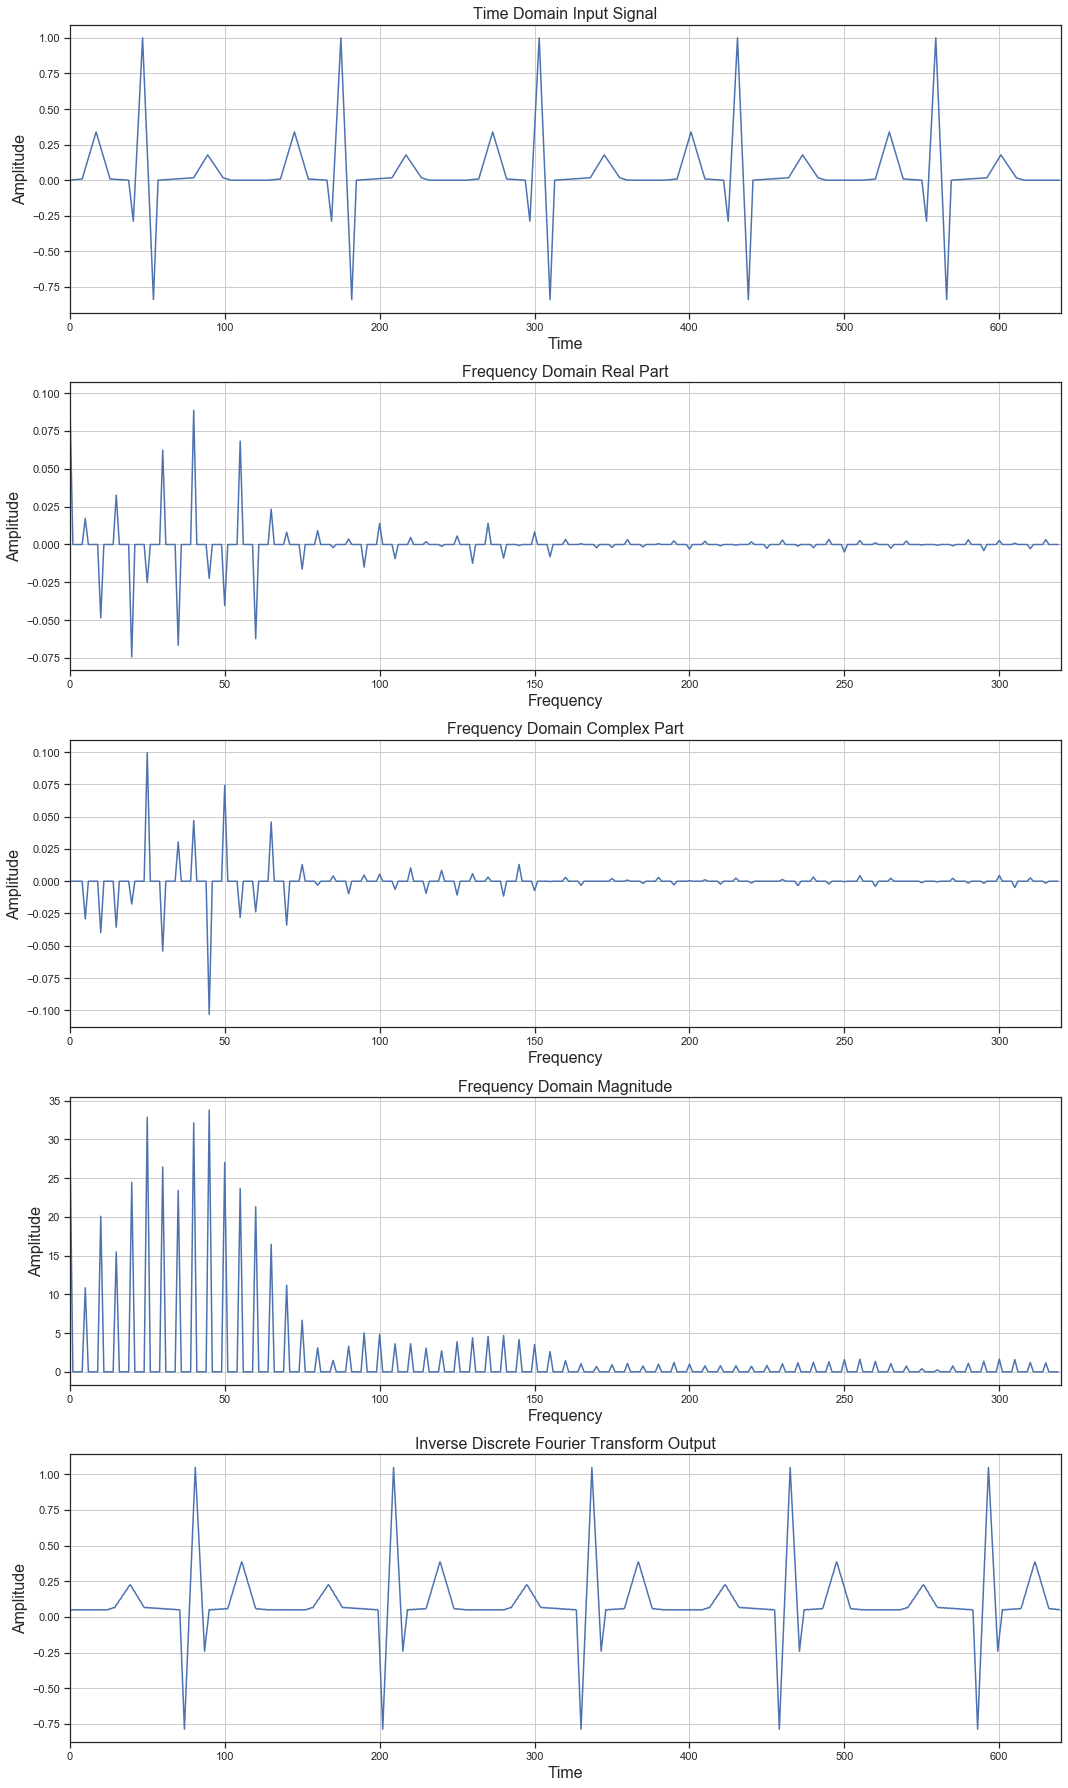 Time Domain Input Signal
Amplitude
1.00
0.75
0.50
0.25
0.00
−0.25
−0.50
−0.75
0 100 200 300 400 500 600
Time
Frequency Domain Real Part
Amplitude
0.100
0.075
0.050
0.025
0.000
−0.025
−0.050
−0.075
0 50 100 150 200 250 300
Frequency
Frequency Domain Complex Part
Amplitude
0.100
0.075
0.050
0.025
0.000
−0.025
−0.050
−0.075
−0.100
0 50 100 150 200 250 300
Frequency
Frequency Domain Magnitude
Amplitude
35
30
25
20
15
10
5
0
0 50 100 150 200 250 300
Frequency
Inverse Discrete Fourier Transform Output
Amplitude
1.00
0.75
0.50
0.25
0.00
−0.25
−0.50
−0.75
0 100 200 300 400 500 600
Time